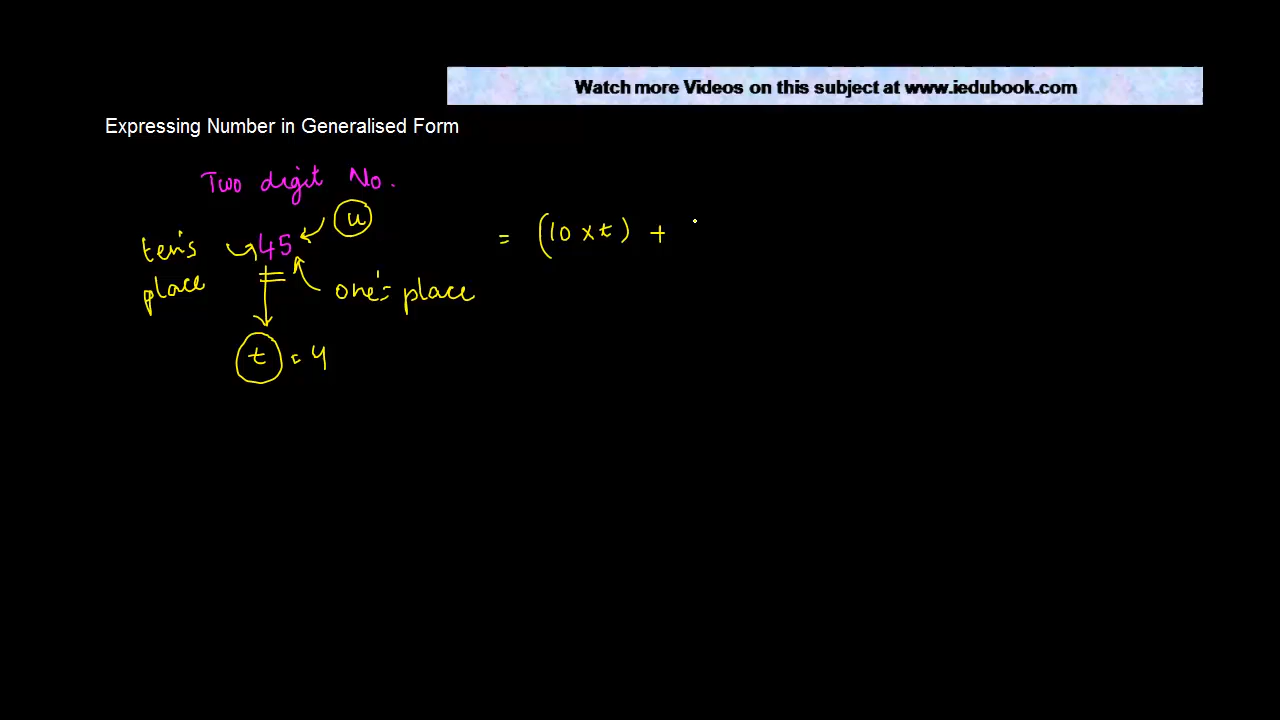 Watch more Videos on this subject at www.iedubook.com
Expressing Number in Generalised Form
Two digit No.
u
ten's 45 = (10 × t) +
place one's place
t = 4